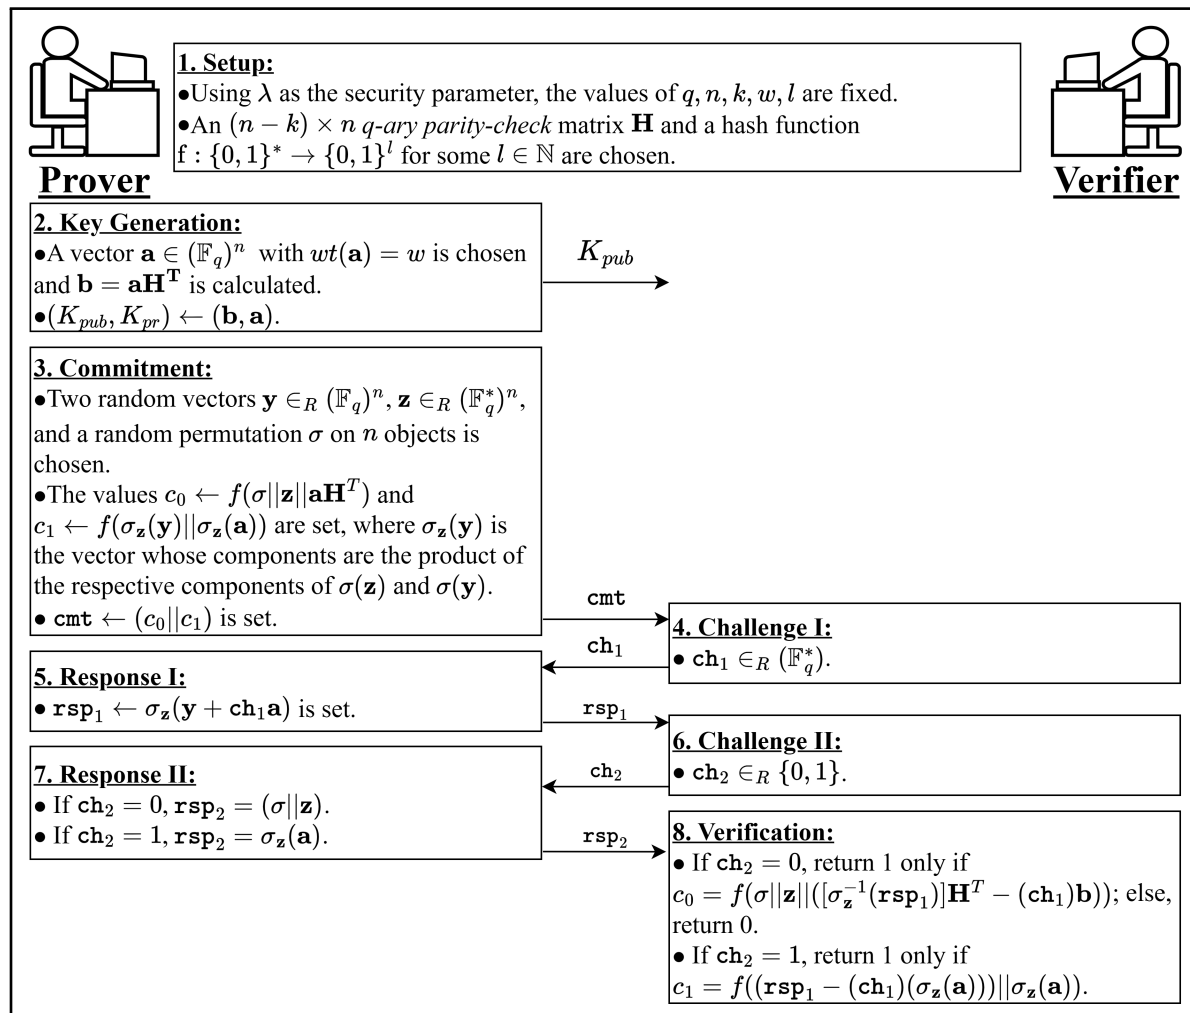 1. Setup:
●Using λ as the security parameter, the values of q, n, k, w, l are fixed.
●An (n − k) × n q-ary parity-check matrix H and a hash function
f : {0, 1}* → {0, 1}^l for some l ∈ ℕ are chosen.
Prover
Verifier
2. Key Generation:
●A vector a ∈ (𝔽_q)^n with wt(a) = w is chosen
and b = aH^T is calculated.
●(K_pub, K_pr) ← (b, a).
K_pub
3. Commitment:
●Two random vectors y ∈_R (𝔽_q)^n, z ∈_R (𝔽_q^*)^n,
and a random permutation σ on n objects is
chosen.
●The values c_0 ← f(σ||z||aH^T) and
c_1 ← f(σ_z(y)||σ_z(a)) are set, where σ_z(y) is
the vector whose components are the product of
the respective components of σ(z) and σ(y).
● cmt ← (c_0||c_1) is set.
cmt
4. Challenge I:
● ch_1 ∈_R (𝔽_q^*).
ch_1
5. Response I:
● rsp_1 ← σ_z(y + ch_1a) is set.
rsp_1
6. Challenge II:
● ch_2 ∈_R {0, 1}.
ch_2
7. Response II:
● If ch_2 = 0, rsp_2 = (σ||z).
● If ch_2 = 1, rsp_2 = σ_z(a).
rsp_2
8. Verification:
● If ch_2 = 0, return 1 only if
c_0 = f(σ||z||([σ_z^{-1}(rsp_1)]H^T − (ch_1)b)); else,
return 0.
● If ch_2 = 1, return 1 only if
c_1 = f((rsp_1 − (ch_1)(σ_z(a)))||σ_z(a)).